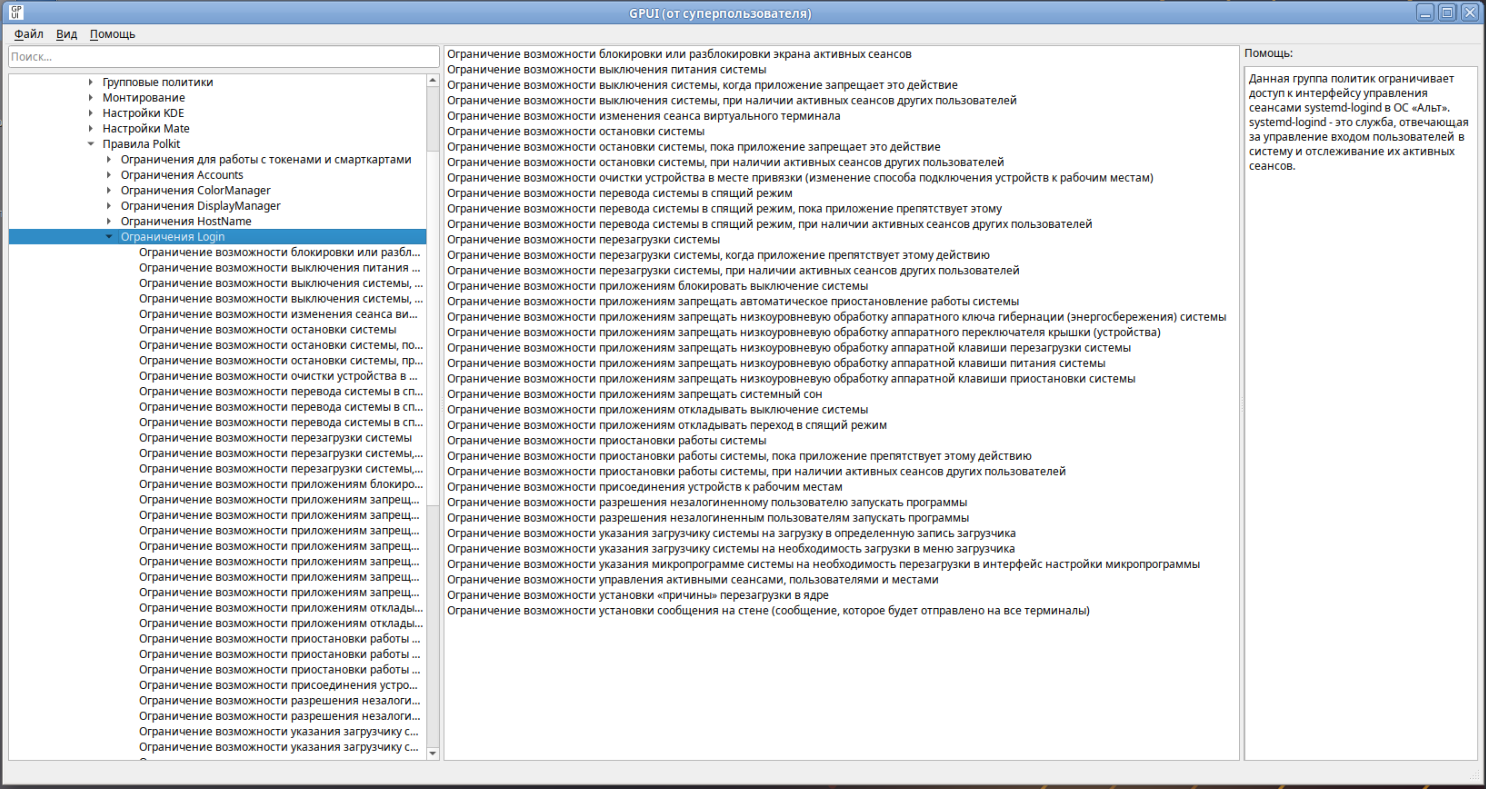 GPUI (от суперпользователя)
Файл Вид Помощь
Поиск...
Групповые политики
Монтирование
Настройки KDE
Настройки Mate
Правила Polkit
Ограничения для работы с токенами и смарткартами
Ограничения Accounts
Ограничения ColorManager
Ограничения DisplayManager
Ограничения HostName
Ограничения Login
Ограничение возможности блокировки или разбл...
Ограничение возможности выключения питания ...
Ограничение возможности выключения системы, ...
Ограничение возможности выключения системы, ...
Ограничение возможности изменения сеанса ви...
Ограничение возможности остановки системы
Ограничение возможности остановки системы, по...
Ограничение возможности остановки системы, пр...
Ограничение возможности очистки устройства в ...
Ограничение возможности перевода системы в сп...
Ограничение возможности перевода системы в сп...
Ограничение возможности перевода системы в сп...
Ограничение возможности перезагрузки системы
Ограничение возможности перезагрузки системы,...
Ограничение возможности перезагрузки системы,...
Ограничение возможности приложениям блокиро...
Ограничение возможности приложениям запрещ...
Ограничение возможности приложениям запрещ...
Ограничение возможности приложениям запрещ...
Ограничение возможности приложениям запрещ...
Ограничение возможности приложениям запрещ...
Ограничение возможности приложениям запрещ...
Ограничение возможности приложениям запрещ...
Ограничение возможности приложениям отклады...
Ограничение возможности приложениям отклады...
Ограничение возможности приостановки работы ...
Ограничение возможности приостановки работы ...
Ограничение возможности приостановки работы ...
Ограничение возможности присоединения устро...
Ограничение возможности разрешения незалоги...
Ограничение возможности разрешения незалоги...
Ограничение возможности указания загрузчику с...
Ограничение возможности указания загрузчику с...
Ограничение возможности блокировки или разблокировки экрана активных сеансов
Ограничение возможности выключения питания системы
Ограничение возможности выключения системы, когда приложение запрещает это действие
Ограничение возможности выключения системы, при наличии активных сеансов других пользователей
Ограничение возможности изменения сеанса виртуального терминала
Ограничение возможности остановки системы
Ограничение возможности остановки системы, пока приложение запрещает это действие
Ограничение возможности остановки системы, при наличии активных сеансов других пользователей
Ограничение возможности очистки устройства в месте привязки (изменение способа подключения устройств к рабочим местам)
Ограничение возможности перевода системы в спящий режим
Ограничение возможности перевода системы в спящий режим, пока приложение препятствует этому
Ограничение возможности перевода системы в спящий режим, при наличии активных сеансов других пользователей
Ограничение возможности перезагрузки системы
Ограничение возможности перезагрузки системы, когда приложение препятствует этому действию
Ограничение возможности перезагрузки системы, при наличии активных сеансов других пользователей
Ограничение возможности приложениям блокировать выключение системы
Ограничение возможности приложениям запрещать автоматическое приостановление работы системы
Ограничение возможности приложениям запрещать низкоуровневую обработку аппаратного ключа гибернации (энергосбережения) системы
Ограничение возможности приложениям запрещать низкоуровневую обработку аппаратного переключателя крышки (устройства)
Ограничение возможности приложениям запрещать низкоуровневую обработку аппаратной клавиши перезагрузки системы
Ограничение возможности приложениям запрещать низкоуровневую обработку аппаратной клавиши питания системы
Ограничение возможности приложениям запрещать низкоуровневую обработку аппаратной клавиши приостановки системы
Ограничение возможности приложениям запрещать системный сон
Ограничение возможности приложениям откладывать выключение системы
Ограничение возможности приложениям откладывать переход в спящий режим
Ограничение возможности приостановки работы системы
Ограничение возможности приостановки работы системы, пока приложение препятствует этому действию
Ограничение возможности приостановки работы системы, при наличии активных сеансов других пользователей
Ограничение возможности присоединения устройств к рабочим местам
Ограничение возможности разрешения незалогиненному пользователю запускать программы
Ограничение возможности разрешения незалогиненным пользователям запускать программы
Ограничение возможности указания загрузчику системы на загрузку в определенную запись загрузчика
Ограничение возможности указания загрузчику системы на необходимость загрузки в меню загрузчика
Ограничение возможности указания микропрограмме системы на необходимость перезагрузки в интерфейс настройки микропрограммы
Ограничение возможности управления активными сеансами, пользователями и местами
Ограничение возможности установки «причины» перезагрузки в ядре
Ограничение возможности установки сообщения на стене (сообщение, которое будет отправлено на все терминалы)
Помощь:
Данная группа политик ограничивает
доступ к интерфейсу управления
сеансами systemd-logind в ОС «Альт».
systemd-logind - это служба, отвечающая
за управление входом пользователей в
систему и отслеживание их активных
сеансов.